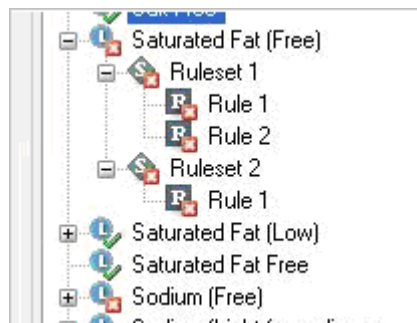 Saturated Fat (Free)
Ruleset 1
Rule 1
Rule 2
Ruleset 2
Rule 1
Saturated Fat (Low)
Saturated Fat Free
Sodium (Free)